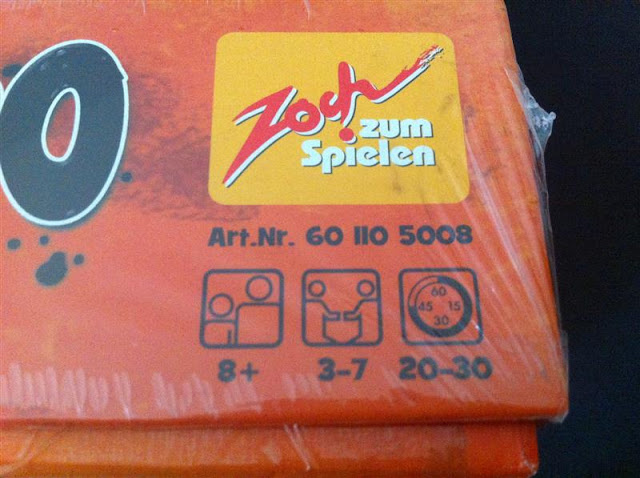 Zoch
zum
Spielen
Art.Nr. 60 110 5008
60
45 15
30
8+ 3-7 20-30